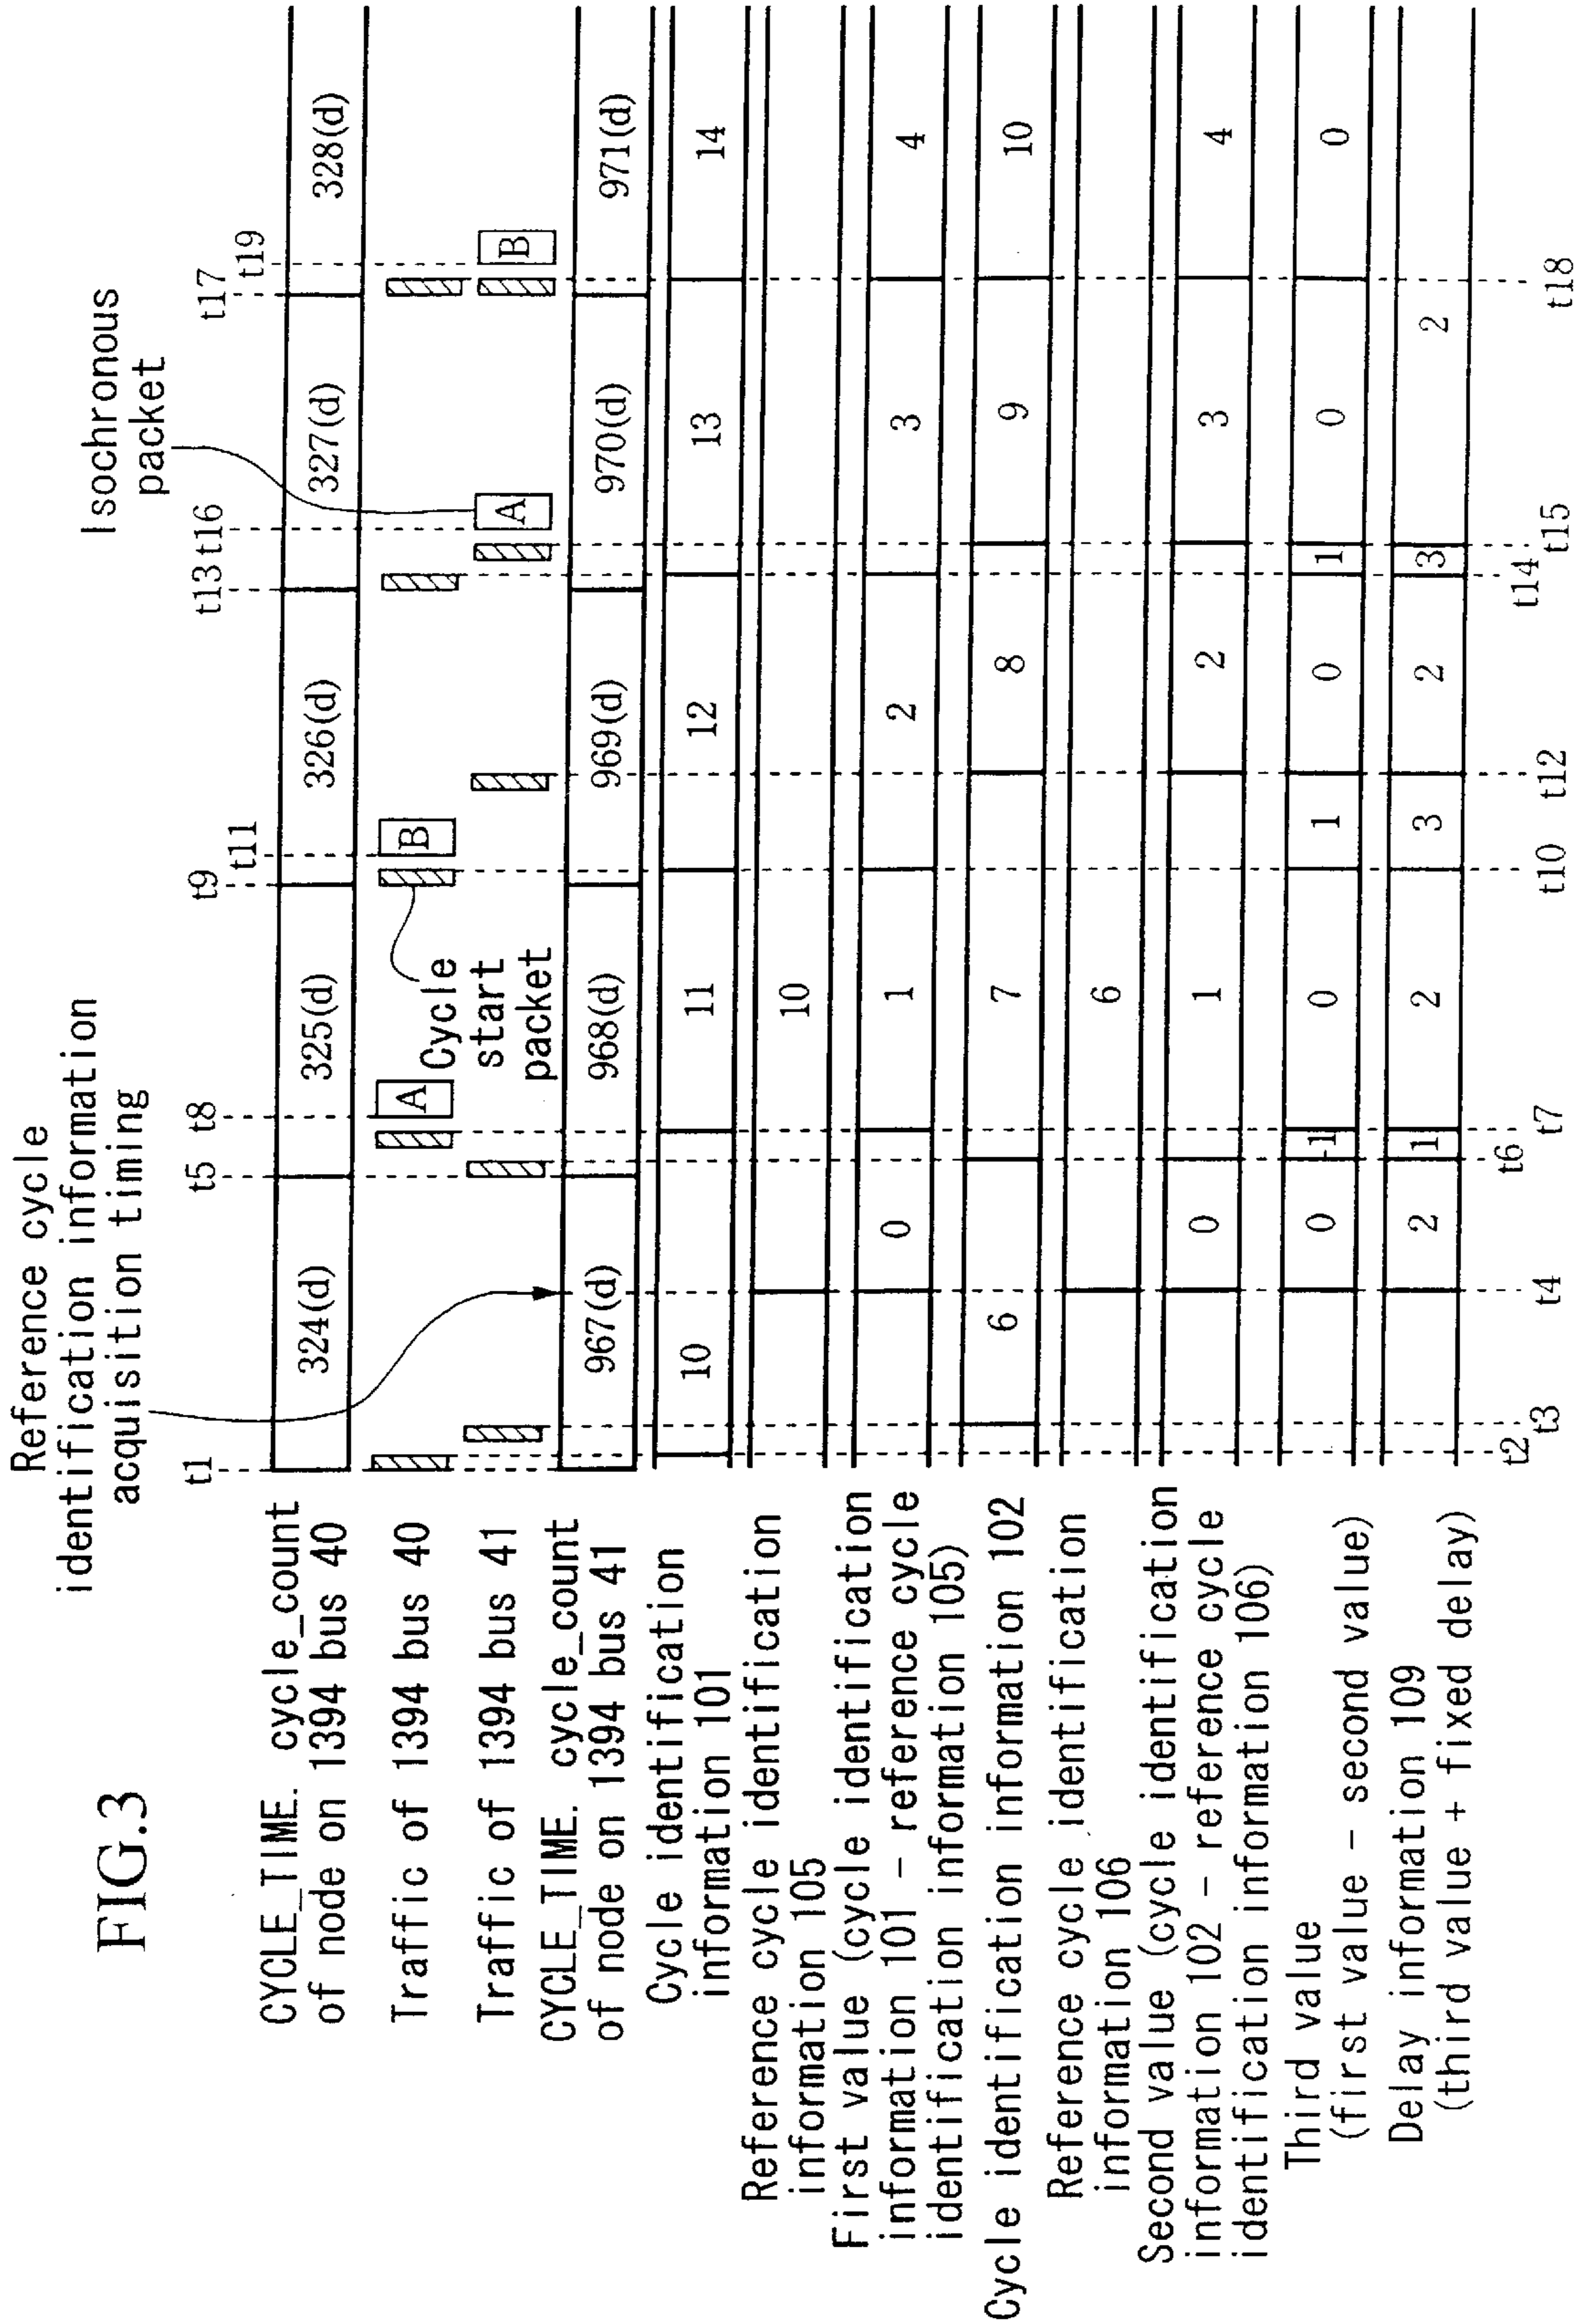 FIG.3
Reference cycle
identification information
acquisition timing
Isochronous
packet
t1
t5
t8
t9
t11
t13
t16
t17
t19
CYCLE_TIME. cycle_count
of node on 1394 bus 40
324(d)
325(d)
326(d)
327(d)
328(d)
Traffic of 1394 bus 40
A
B
Cycle
start
packet
Traffic of 1394 bus 41
A
B
CYCLE_TIME. cycle_count
of node on 1394 bus 41
967(d)
968(d)
969(d)
970(d)
971(d)
Cycle identification
information 101
10
11
12
13
14
Reference cycle identification
information 105
10
First value (cycle identification
information 101 - reference cycle
identification information 105)
0
1
2
3
4
Cycle identification information 102
6
7
8
9
10
Reference cycle identification
information 106
6
Second value (cycle identification
information 102 - reference cycle
identification information 106)
0
1
2
3
4
Third value
(first value - second value)
0
-1
0
1
0
1
0
0
Delay information 109
(third value + fixed delay)
2
1
2
3
2
3
2
t2
t3
t4
t6
t7
t10
t12
t14
t15
t18